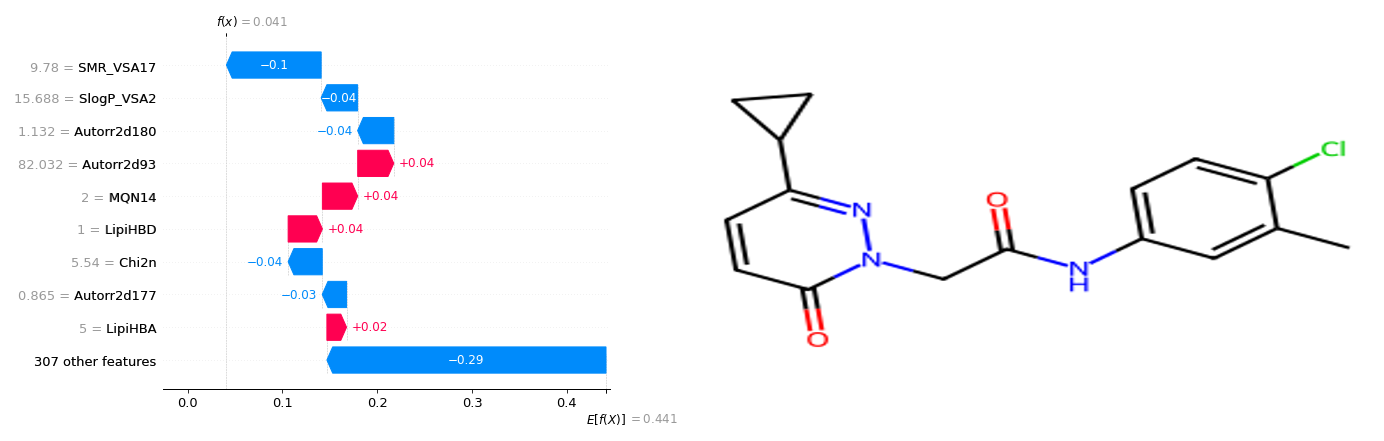 f(x) = 0.041
9.78 = SMR_VSA17
−0.1
15.688 = SlogP_VSA2
−0.04
1.132 = Autorr2d180
−0.04
82.032 = Autorr2d93
+0.04
2 = MQN14
+0.04
1 = LipiHBD
+0.04
5.54 = Chi2n
−0.04
0.865 = Autorr2d177
−0.03
5 = LipiHBA
+0.02
307 other features
−0.29
0.0 0.1 0.2 0.3 0.4
E[f(X)] = 0.441
Cl
O
N
N
N
H
O